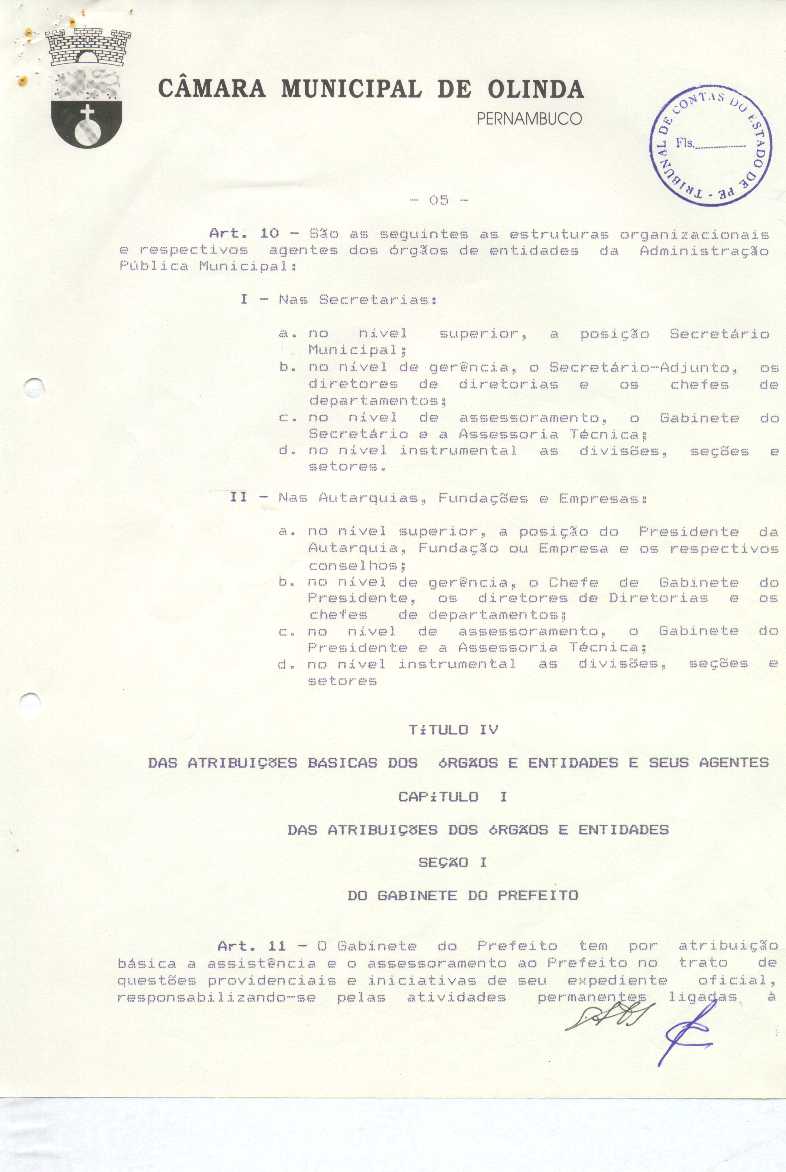 CÂMARA MUNICIPAL DE OLINDA
PERNAMBUCO
TRIBUNAL DE CONTAS DO ESTADO DE PE -
Fls.
- 05 -
Art. 10 - São as seguintes as estruturas organizacionais
e respectivos agentes dos órgãos de entidades da Administração
Pública Municipal:
I - Nas Secretarias:
a. no nível superior, a posição Secretário
Municipal;
b. no nível de gerência, o Secretário-Adjunto, os
diretores de diretorias e os chefes de
departamentos;
c. no nível de assessoramento, o Gabinete do
Secretário e a Assessoria Técnica;
d. no nível instrumental as divisões, seções e
setores.
II - Nas Autarquias, Fundações e Empresas:
a. no nível superior, a posição do Presidente da
Autarquia, Fundação ou Empresa e os respectivos
conselhos;
b. no nível de gerência, o Chefe de Gabinete do
Presidente, os diretores de Diretorias e os
chefes de departamentos;
c. no nível de assessoramento, o Gabinete do
Presidente e a Assessoria Técnica;
d. no nível instrumental as divisões, seções e
setores
TíTULO IV
DAS ATRIBUIÇÕES BÁSICAS DOS óRGÃOS E ENTIDADES E SEUS AGENTES
CAPíTULO I
DAS ATRIBUIÇÕES DOS óRGÃOS E ENTIDADES
SEÇÃO I
DO GABINETE DO PREFEITO
Art. 11 - O Gabinete do Prefeito tem por atribuição
básica a assistência e o assessoramento ao Prefeito no trato de
questões providenciais e iniciativas de seu expediente oficial,
responsabilizando-se pelas atividades permanentes ligadas à